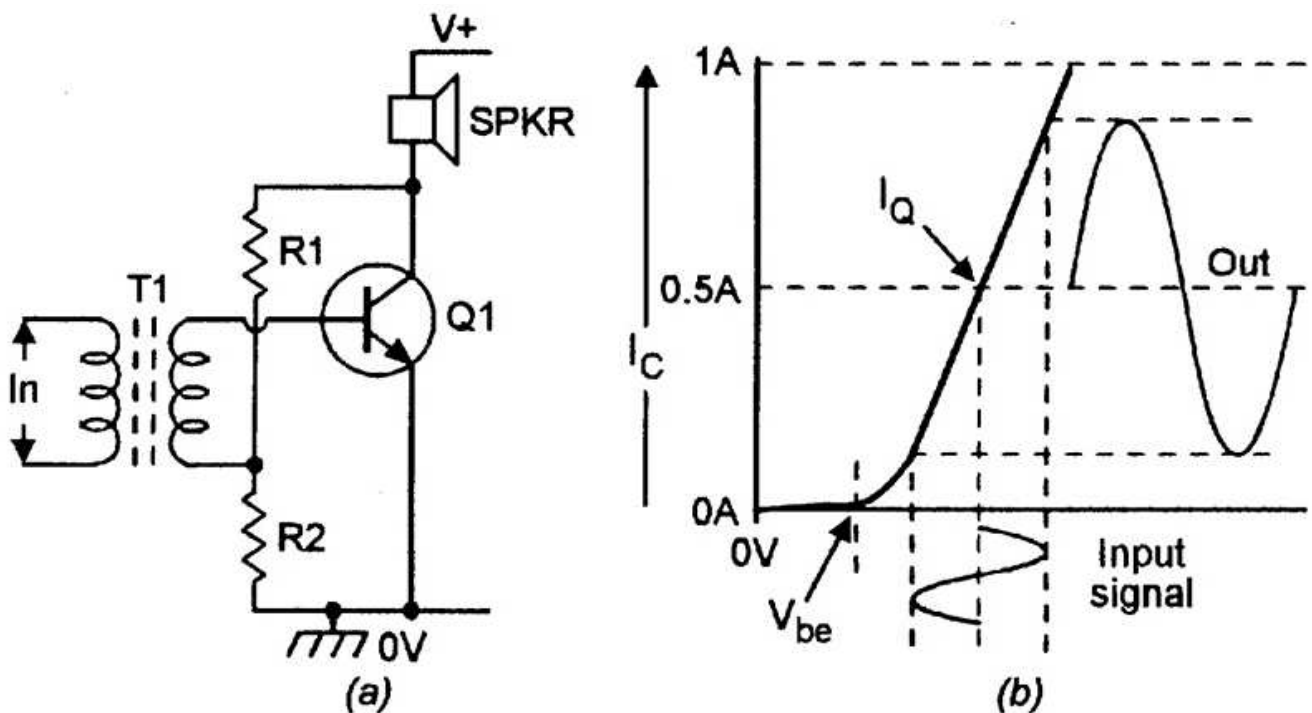 V+
SPKR
R1
T1
Q1
In
R2
0V
(a)
1A
I_Q
Out
0.5A
I_C
0A
0V
Input
signal
V_be
(b)